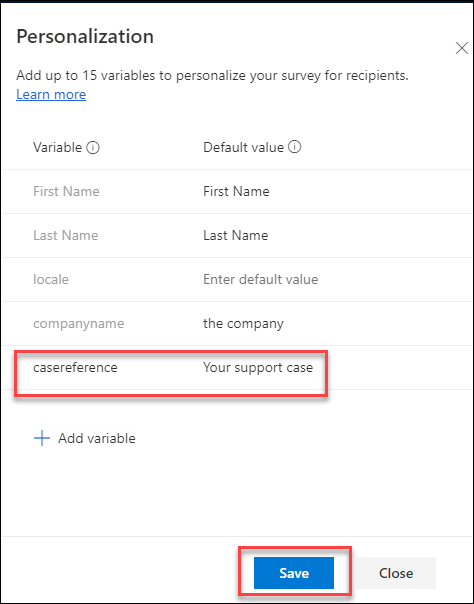 Personalization
Add up to 15 variables to personalize your survey for recipients.
Learn more
Variable Default value
First Name First Name
Last Name Last Name
locale Enter default value
companyname the company
casereference Your support case
Add variable
Save Close